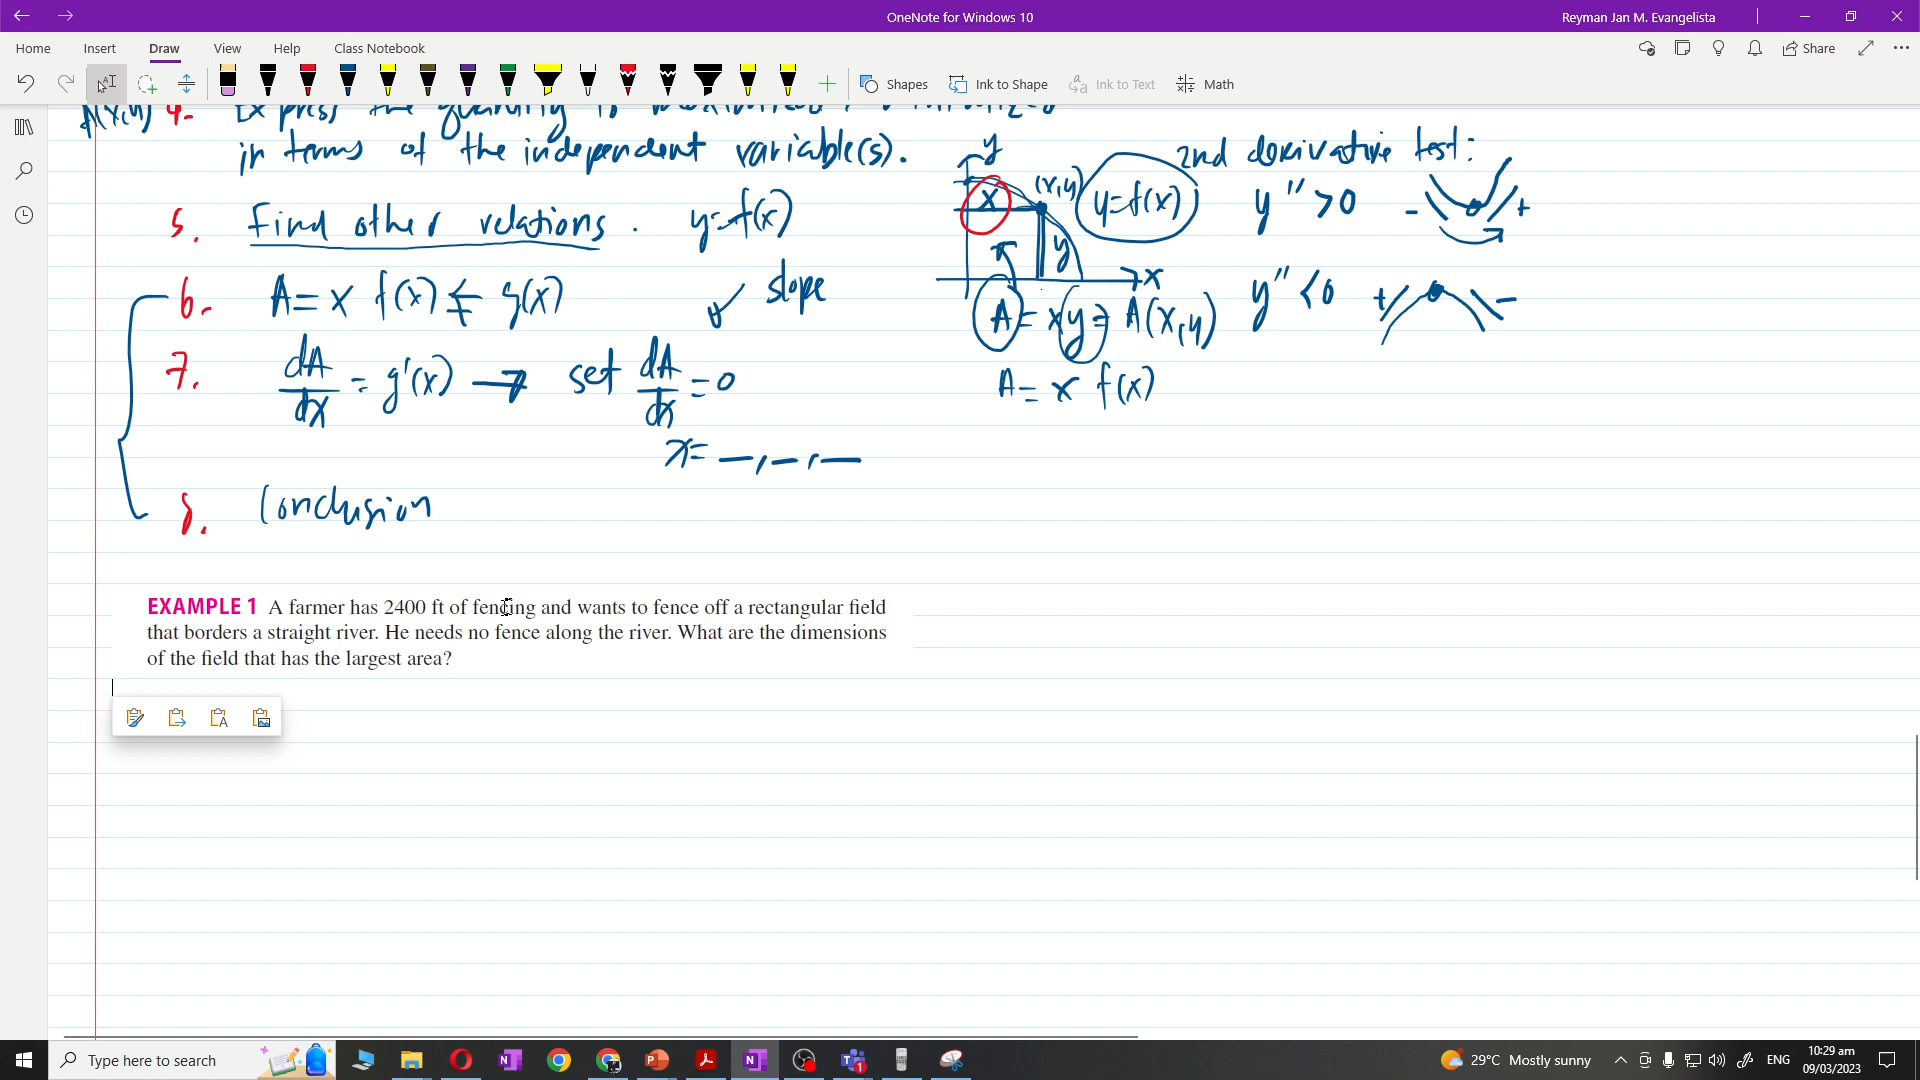 OneNote for Windows 10
Reyman Jan M. Evangelista
Home Insert Draw View Help Class Notebook
Share
Shapes Ink to Shape Ink to Text Math
A(x,y) 4. Express the quantity
in terms of the independent variable(s).
5. Find other relations. y=f(x)
6. A = x f(x) ← g(x)
slope
7. dA/dx = g'(x) → set dA/dx = 0
x= _, _, _
8. Conclusion
y
x
(x,y)
y=f(x)
y
x
A = xy = A(x,y)
A = x f(x)
2nd derivative test:
y'' > 0 - +
y'' < 0 + -
EXAMPLE 1 A farmer has 2400 ft of fencing and wants to fence off a rectangular field
that borders a straight river. He needs no fence along the river. What are the dimensions
of the field that has the largest area?
Type here to search
29°C Mostly sunny
ENG
10:29 am
09/03/2023